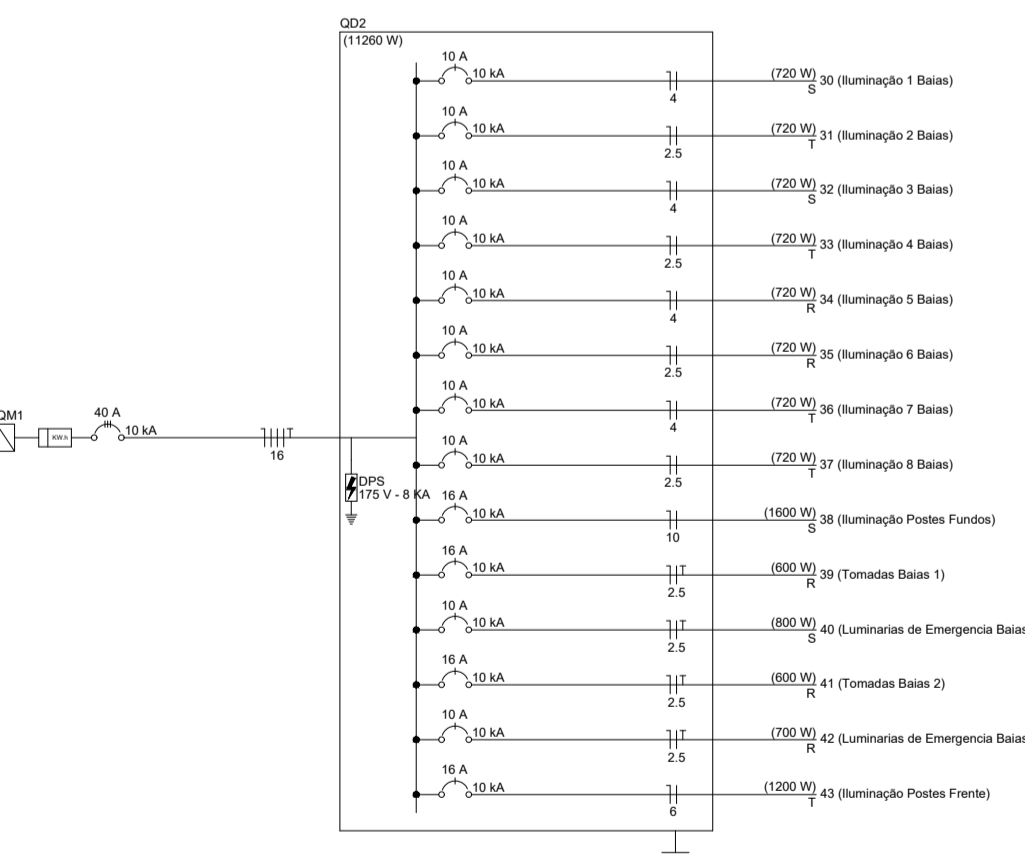 QD2
(11260 W)
10 A
10 kA
4
(720 W)
S
30 (Iluminação 1 Baias)
10 A
10 kA
2.5
(720 W)
T
31 (Iluminação 2 Baias)
10 A
10 kA
4
(720 W)
S
32 (Iluminação 3 Baias)
10 A
10 kA
2.5
(720 W)
T
33 (Iluminação 4 Baias)
10 A
10 kA
4
(720 W)
R
34 (Iluminação 5 Baias)
10 A
10 kA
2.5
(720 W)
R
35 (Iluminação 6 Baias)
10 A
10 kA
4
(720 W)
T
36 (Iluminação 7 Baias)
QM1
KW.h
40 A
10 kA
T
16
10 A
10 kA
2.5
(720 W)
T
37 (Iluminação 8 Baias)
DPS
175 V - 8 KA
16 A
10 kA
10
(1600 W)
S
38 (Iluminação Postes Fundos)
16 A
10 kA
T
2.5
(600 W)
R
39 (Tomadas Baias 1)
10 A
10 kA
T
2.5
(800 W)
S
40 (Luminarias de Emergencia Baias
16 A
10 kA
T
2.5
(600 W)
R
41 (Tomadas Baias 2)
10 A
10 kA
T
2.5
(700 W)
R
42 (Luminarias de Emergencia Baias
16 A
10 kA
6
(1200 W)
T
43 (Iluminação Postes Frente)